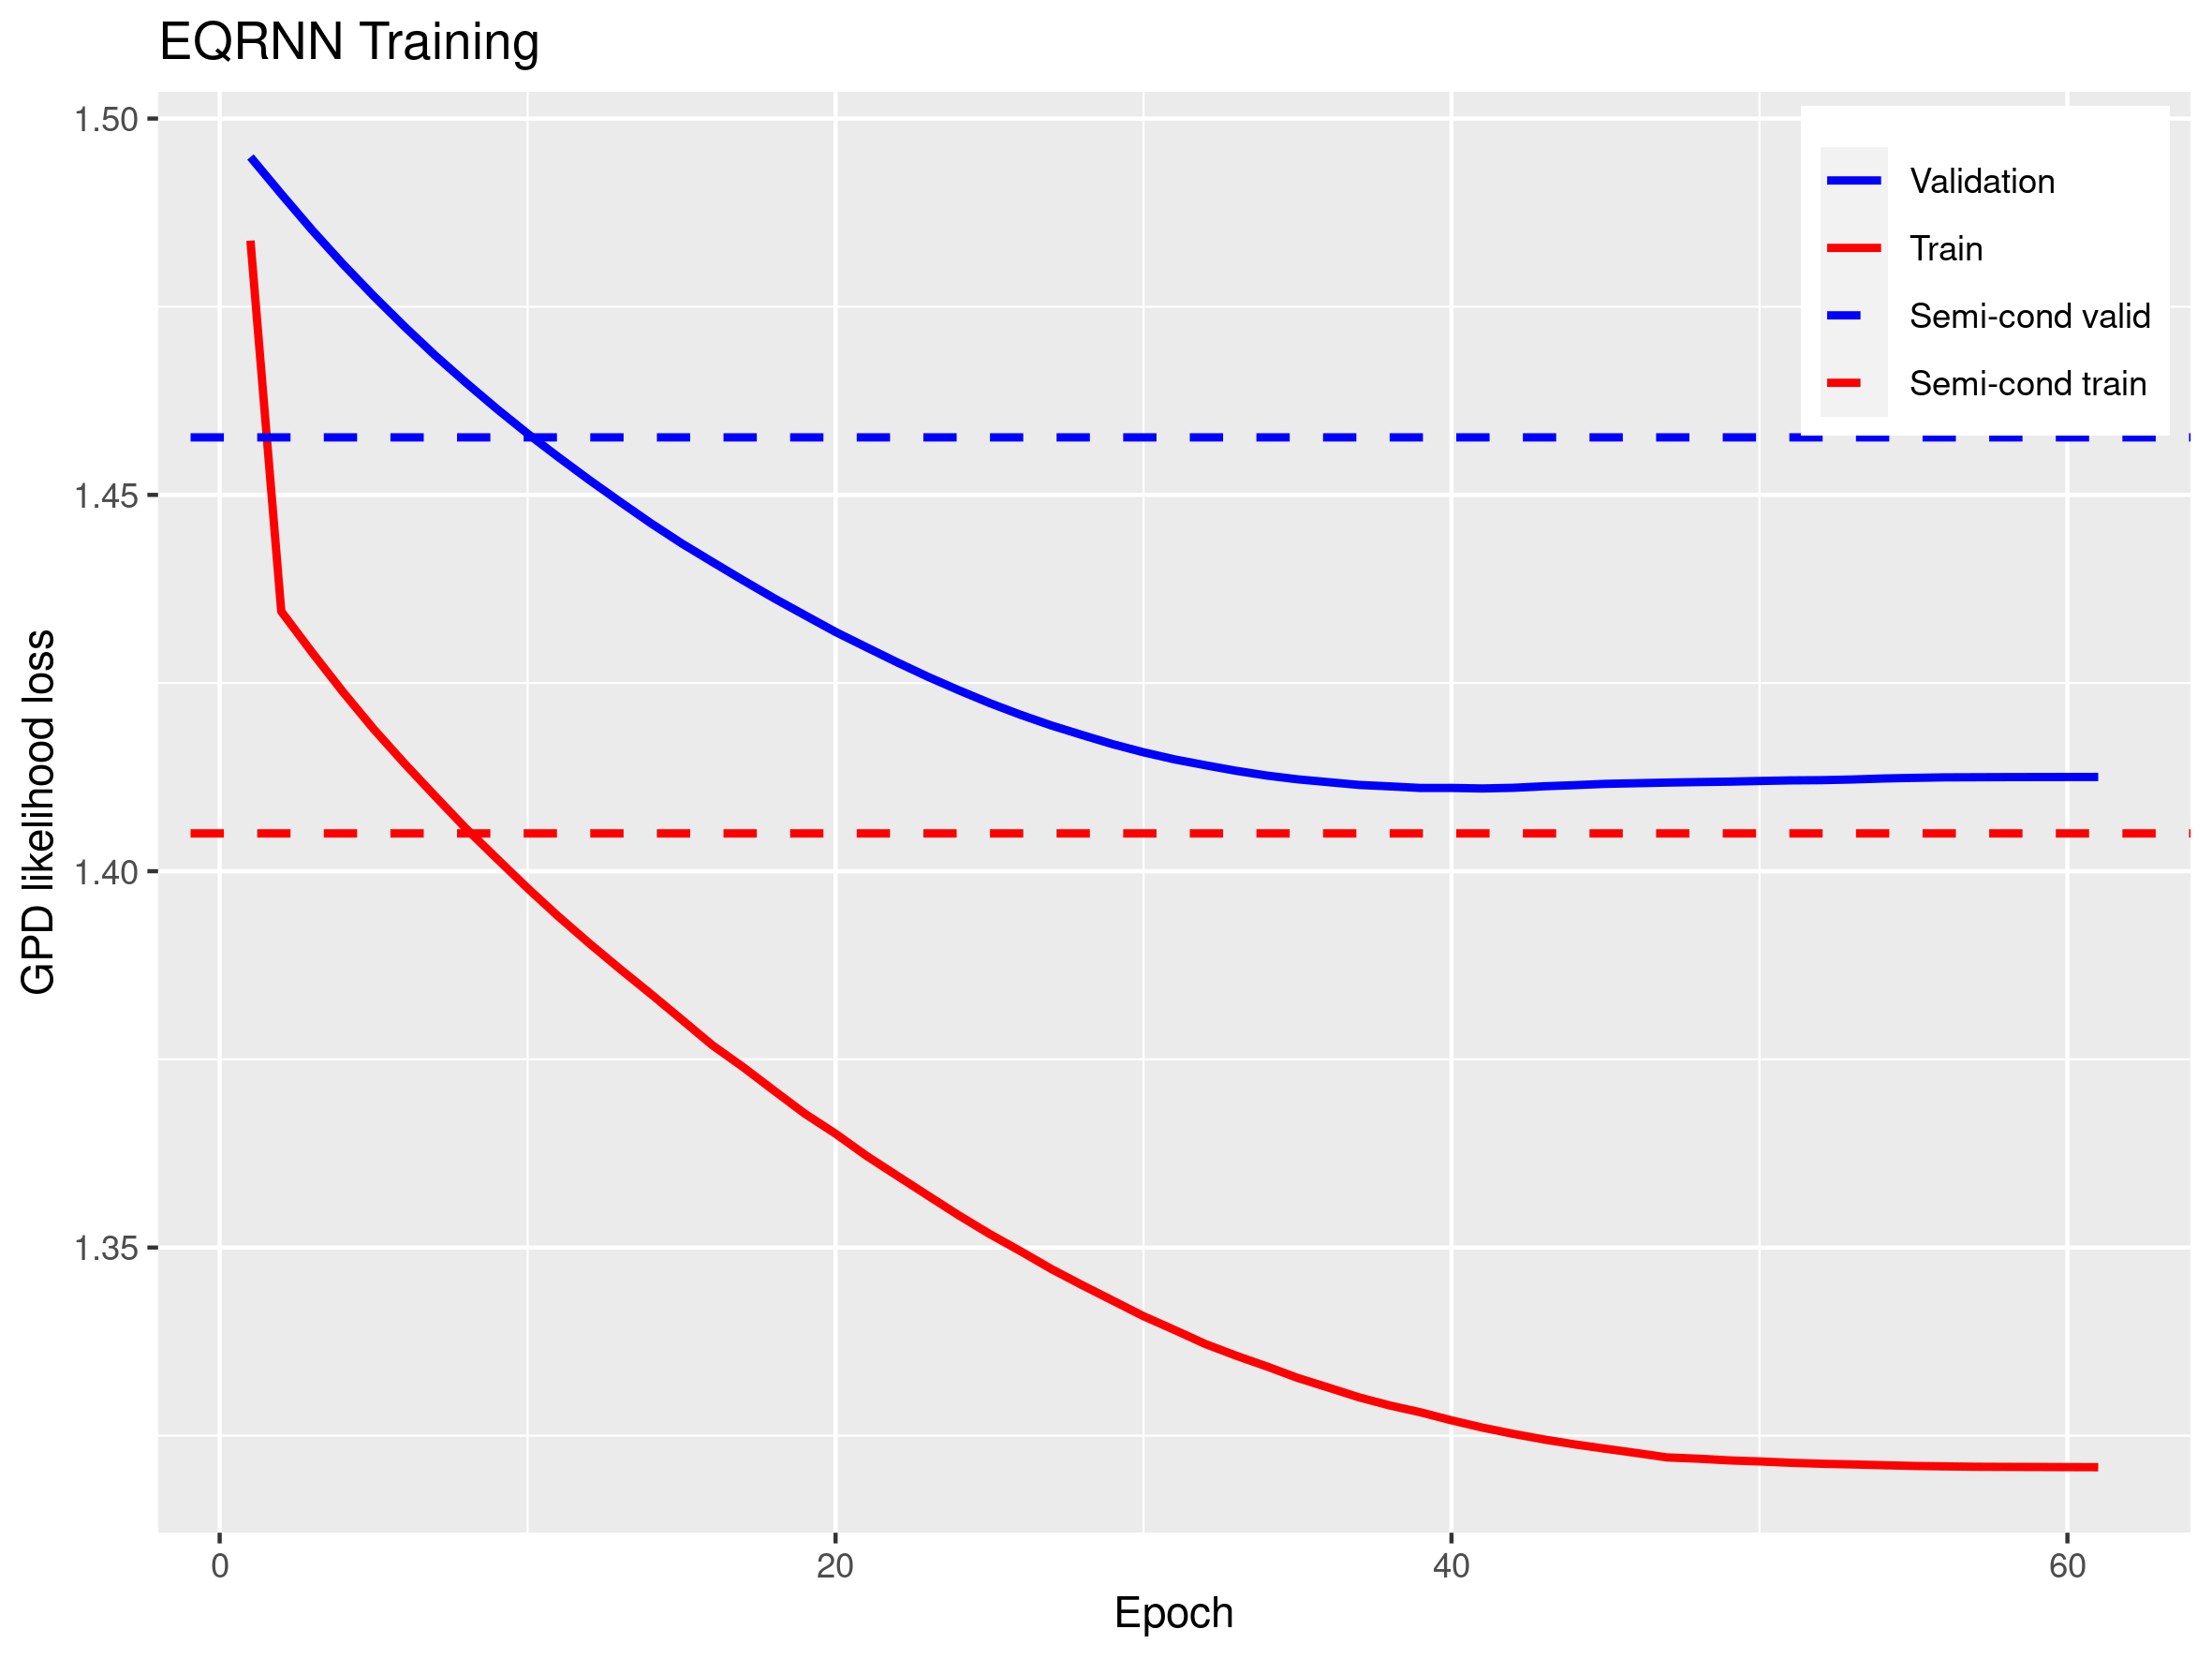 EQRNN Training
GPD likelihood loss
1.50
1.45
1.40
1.35
Validation
Train
Semi-cond valid
Semi-cond train
0
20
40
60
Epoch